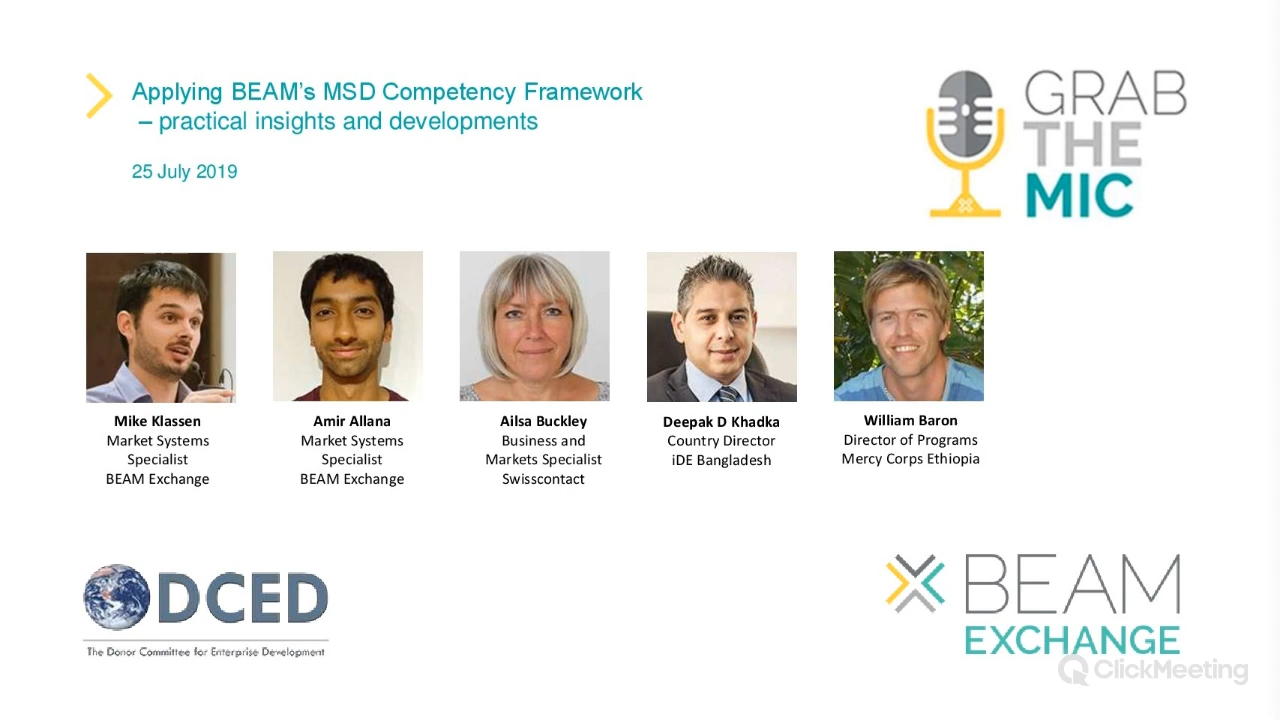 Applying BEAM's MSD Competency Framework
– practical insights and developments
25 July 2019
GRAB
THE
MIC
Mike Klassen
Market Systems
Specialist
BEAM Exchange
Amir Allana
Market Systems
Specialist
BEAM Exchange
Ailsa Buckley
Business and
Markets Specialist
Swisscontact
Deepak D Khadka
Country Director
iDE Bangladesh
William Baron
Director of Programs
Mercy Corps Ethiopia
DCED
The Donor Committee for Enterprise Development
BEAM
EXCHANGE
ClickMeeting